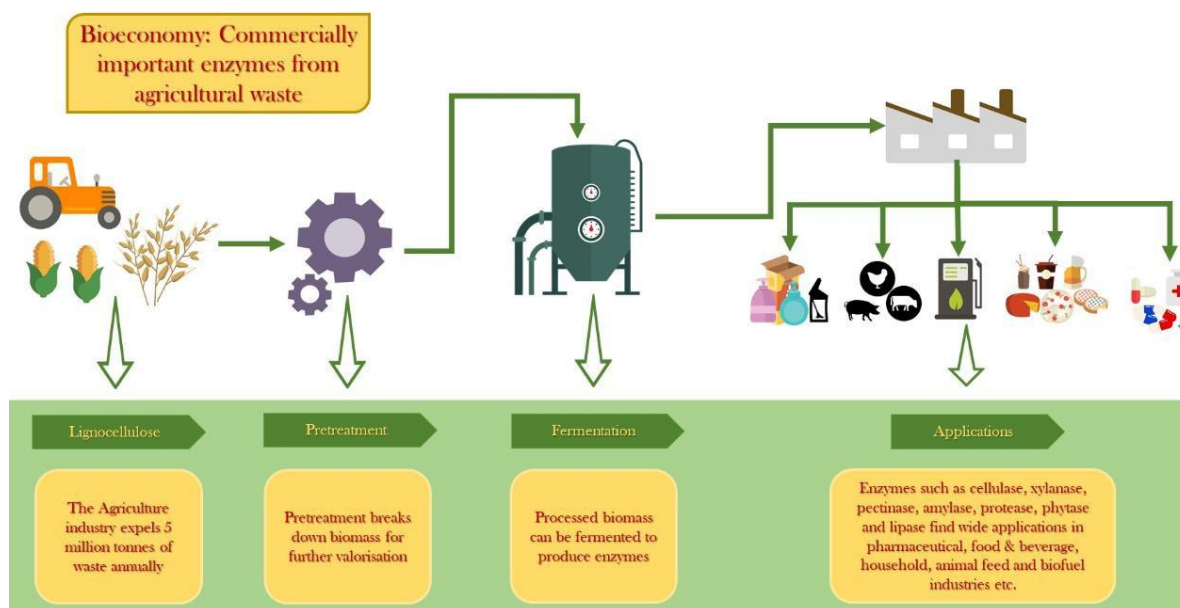 Bioeconomy: Commercially
important enzymes from
agricultural waste
Lignocellulose
Pretreatment
Fermentation
Applications
The Agriculture
industry expels 5
million tonnes of
waste annually
Pretreatment breaks
down biomass for
further valorisation
Processed biomass
can be fermented to
produce enzymes
Enzymes such as cellulase, xylanase,
pectinase, amylase, protease, phytase
and lipase find wide applications in
pharmaceutical, food & beverage,
household, animal feed and biofuel
industries etc.